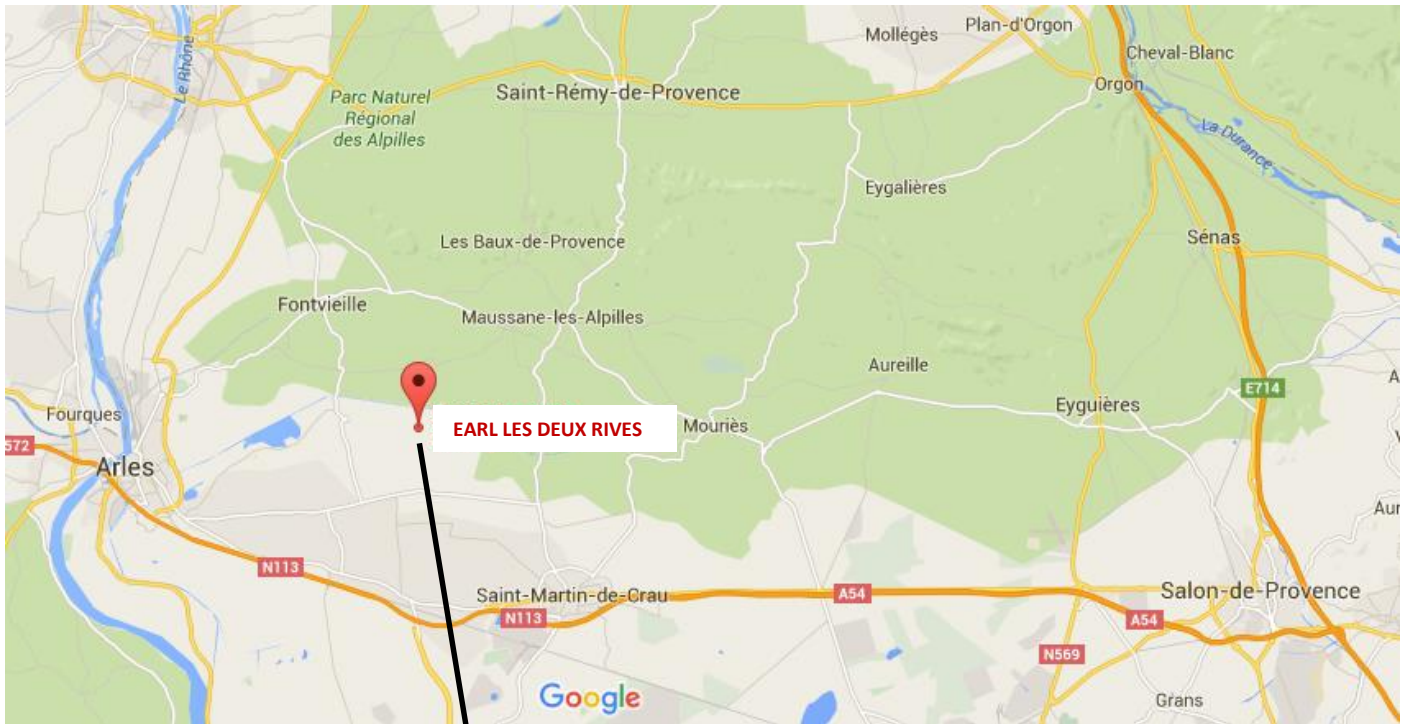 Mollégès
Plan-d'Orgon
Cheval-Blanc
Le Rhône
Orgon
Saint-Rémy-de-Provence
Parc Naturel
Régional
des Alpilles
La Durance
Eygalières
Les Baux-de-Provence
Sénas
Fontvieille
Maussane-les-Alpilles
Aureille
E714
Fourques
EARL LES DEUX RIVES
Mouriès
Eyguières
572
Arles
Aur
N113
Saint-Martin-de-Crau
N113
A54
Salon-de-Provence
A54
N569
Google
Grans